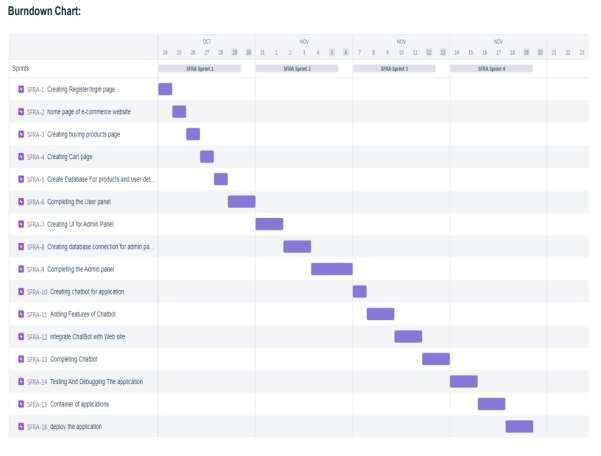 Burndown Chart:
OCT NOV NOV NOV
24 25 26 27 28 29 30 31 1 2 3 4 5 6 7 8 9 10 11 12 13 14 15 16 17 18 19 20 21 22 23
Sprints SFRA Sprint 1 SFRA Sprint 2 SFRA Sprint 3 SFRA Sprint 4
SFRA-1 Creating Register/login page
SFRA-2 home page of e-commerce website
SFRA-3 Creating buying products page
SFRA-4 Creating Cart page
SFRA-5 Create Database For products and user det...
SFRA-6 Completing the User panel
SFRA-7 Creating UI for Admin Panel
SFRA-8 Creating database connection for admin pa...
SFRA-9 Completing the Admin panel
SFRA-10 Creating chatbot for application
SFRA-11 Adding Features of Chatbot
SFRA-12 integrate ChatBot with Web site
SFRA-13 Completing Chatbot
SFRA-14 Testing And Debugging The application
SFRA-15 Container of applications
SFRA-16 deploy the application